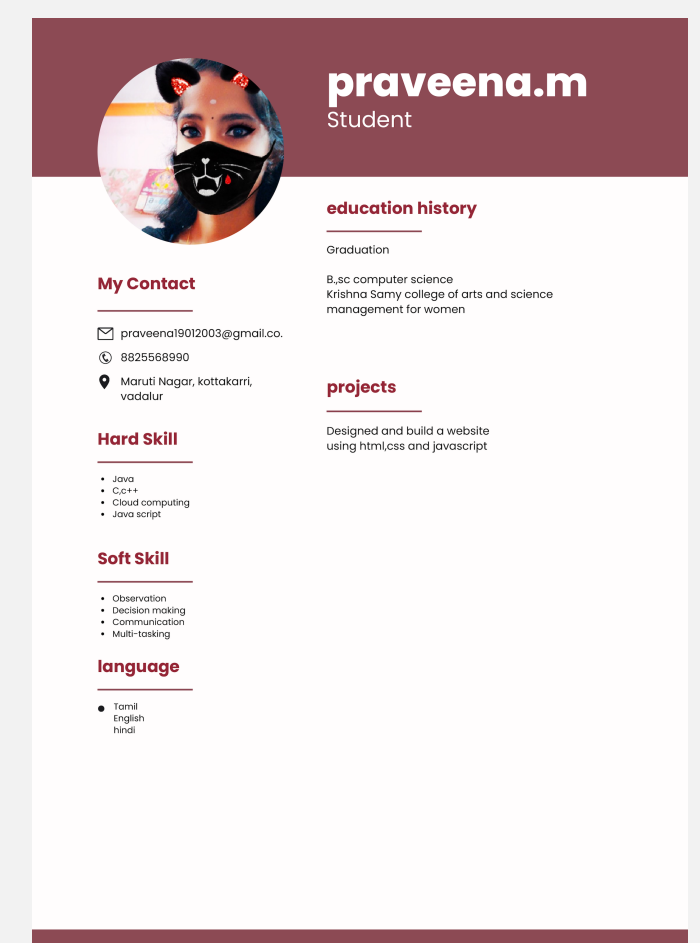 praveena.m
Student
My Contact
praveena19012003@gmail.co.
8825568990
Maruti Nagar, kottakarri,
vadalur
Hard Skill
Java
C,c++
Cloud computing
Java script
Soft Skill
Observation
Decision making
Communication
Multi-tasking
language
Tamil
English
hindi
education history
Graduation
B.,sc computer science
Krishna Samy college of arts and science
management for women
projects
Designed and build a website
using html,css and javascript